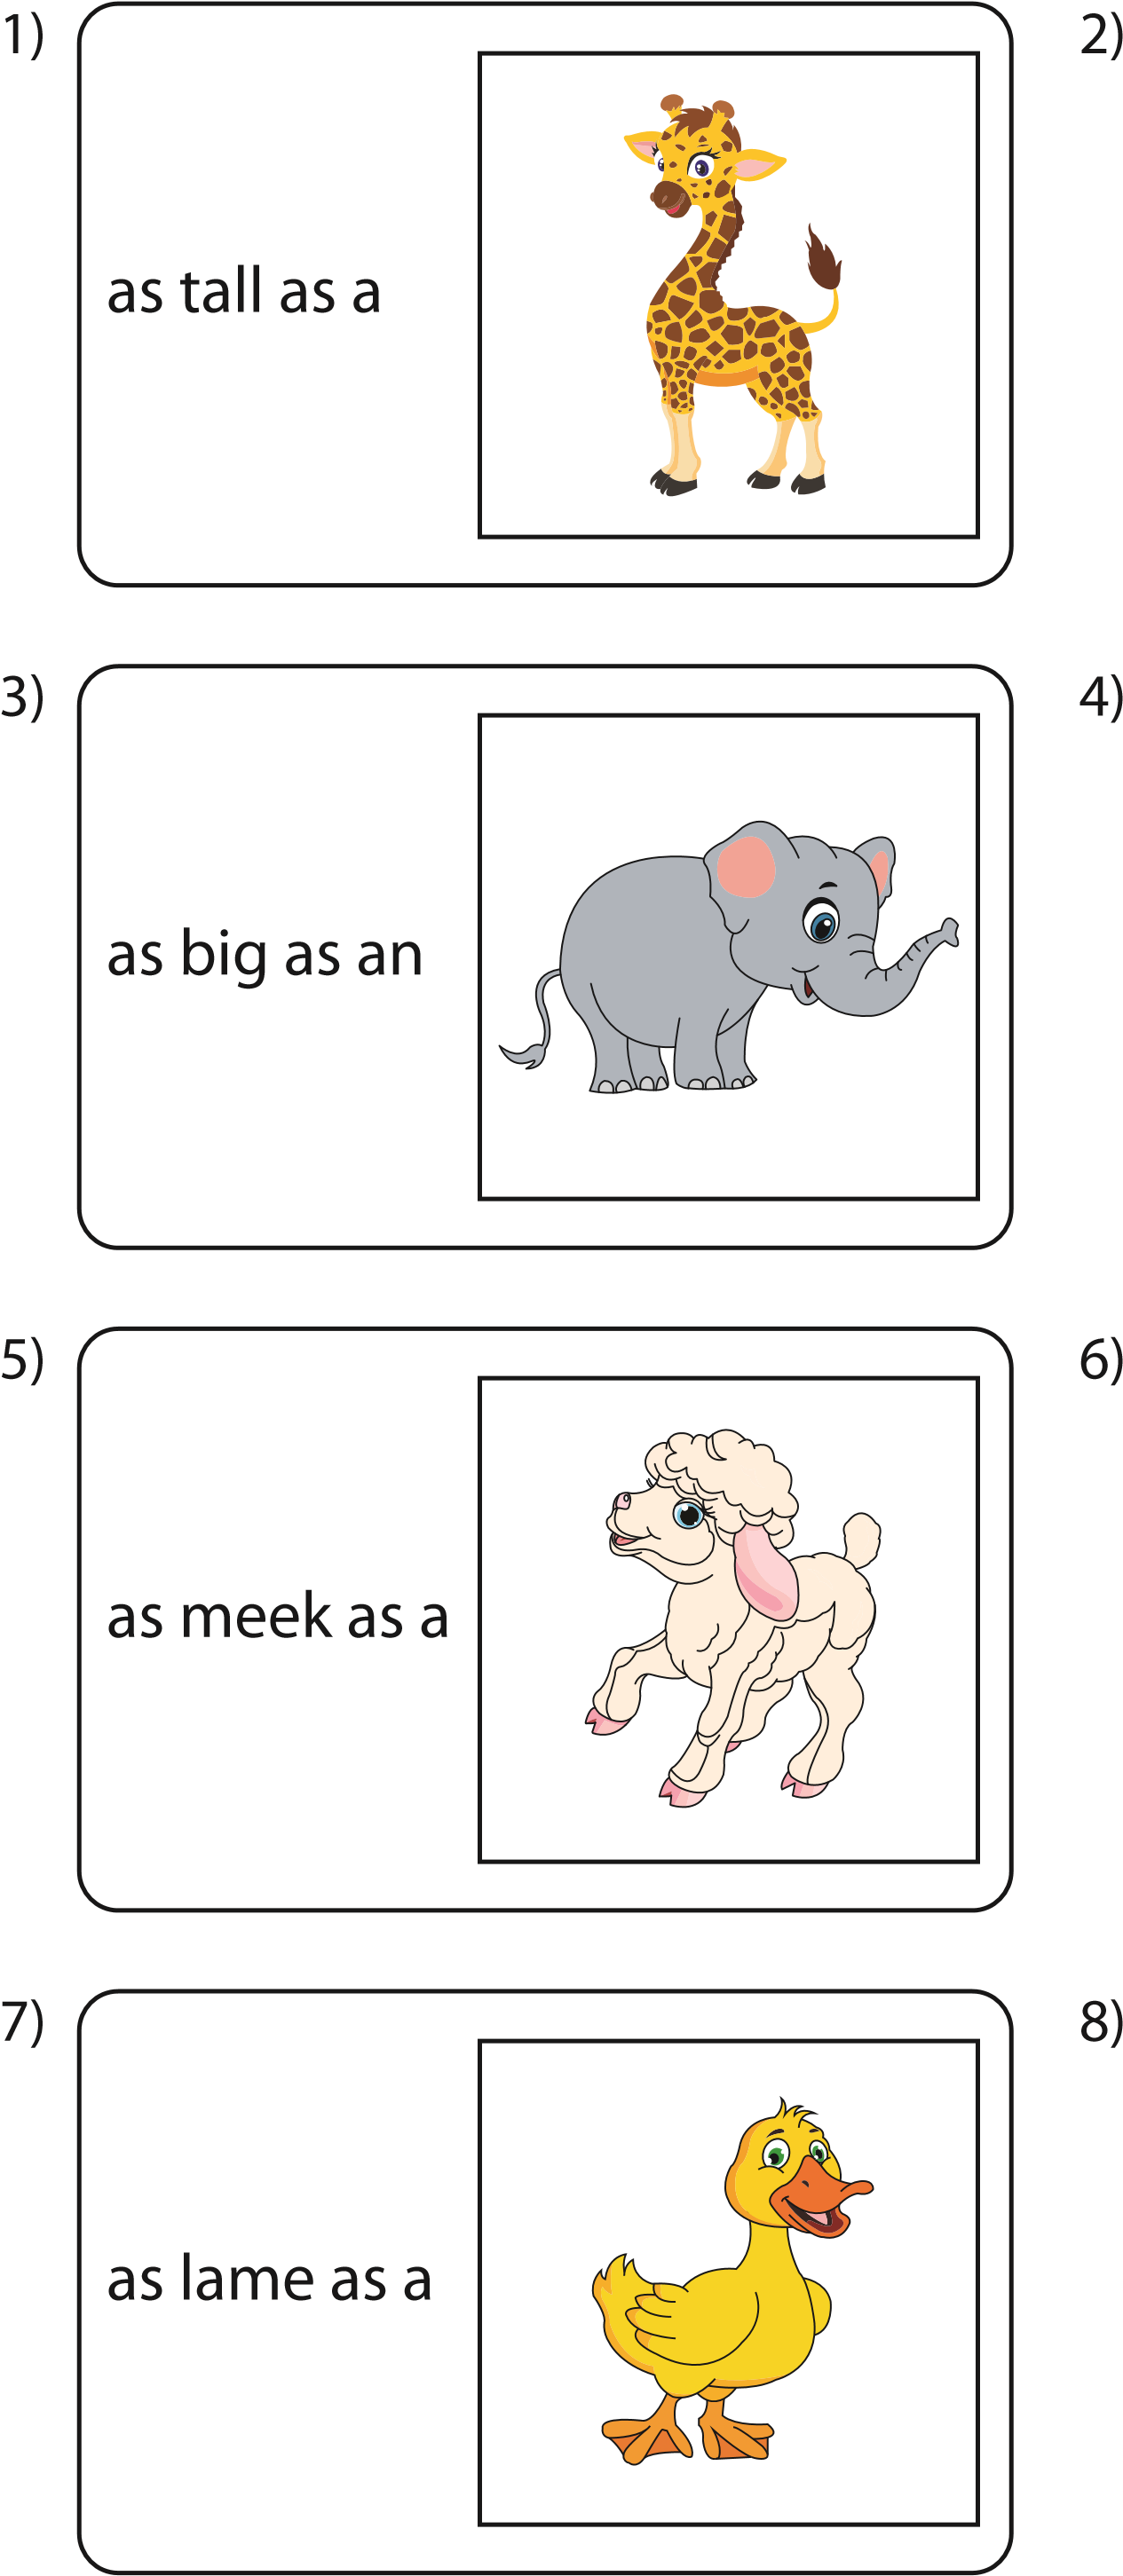 1)
2)
as tall as a
3)
4)
as big as an
5)
6)
as meek as a
7)
8)
as lame as a